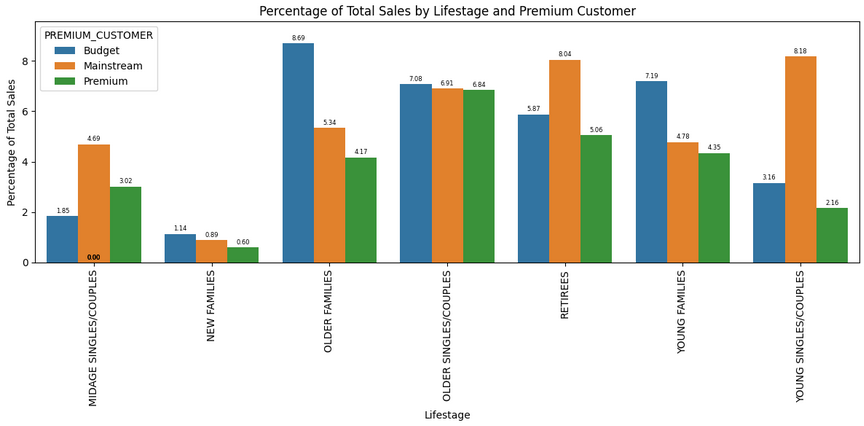 Percentage of Total Sales by Lifestage and Premium Customer
PREMIUM_CUSTOMER
Budget
Mainstream
Premium
Percentage of Total Sales
8
6
4
2
0
1.85
4.69
0.00
3.02
1.14
0.89
0.60
8.69
5.34
4.17
7.08
6.91
6.84
5.87
8.04
5.06
7.19
4.78
4.35
3.16
8.18
2.16
MIDAGE SINGLES/COUPLES
NEW FAMILIES
OLDER FAMILIES
OLDER SINGLES/COUPLES
RETIREES
YOUNG FAMILIES
YOUNG SINGLES/COUPLES
Lifestage